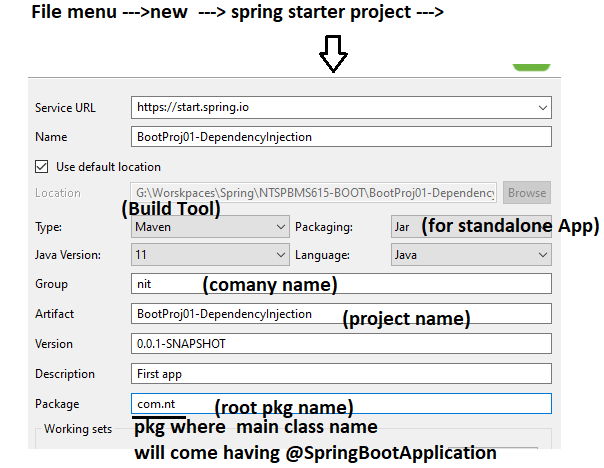 File menu --->new ---> spring starter project --->
Service URL https://start.spring.io
Name BootProj01-DependencyInjection
Use default location
Location G:\Worskpaces\Spring\NTSPBMS615-BOOT\BootProj01-Dependenc Browse
(Build Tool)
Type: Maven Packaging: Jar (for standalone App)
Java Version: 11 Language: Java
Group nit (comany name)
Artifact BootProj01-DependencyInjection (project name)
Version 0.0.1-SNAPSHOT
Description First app
Package com.nt (root pkg name)
Working sets pkg where main class name
will come having @SpringBootApplication